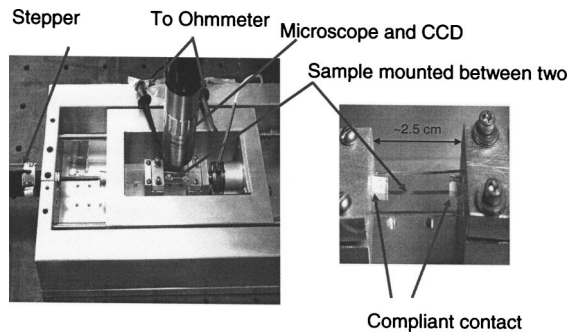 Stepper
To Ohmmeter
Microscope and CCD
Sample mounted between two
~2.5 cm
Compliant contact